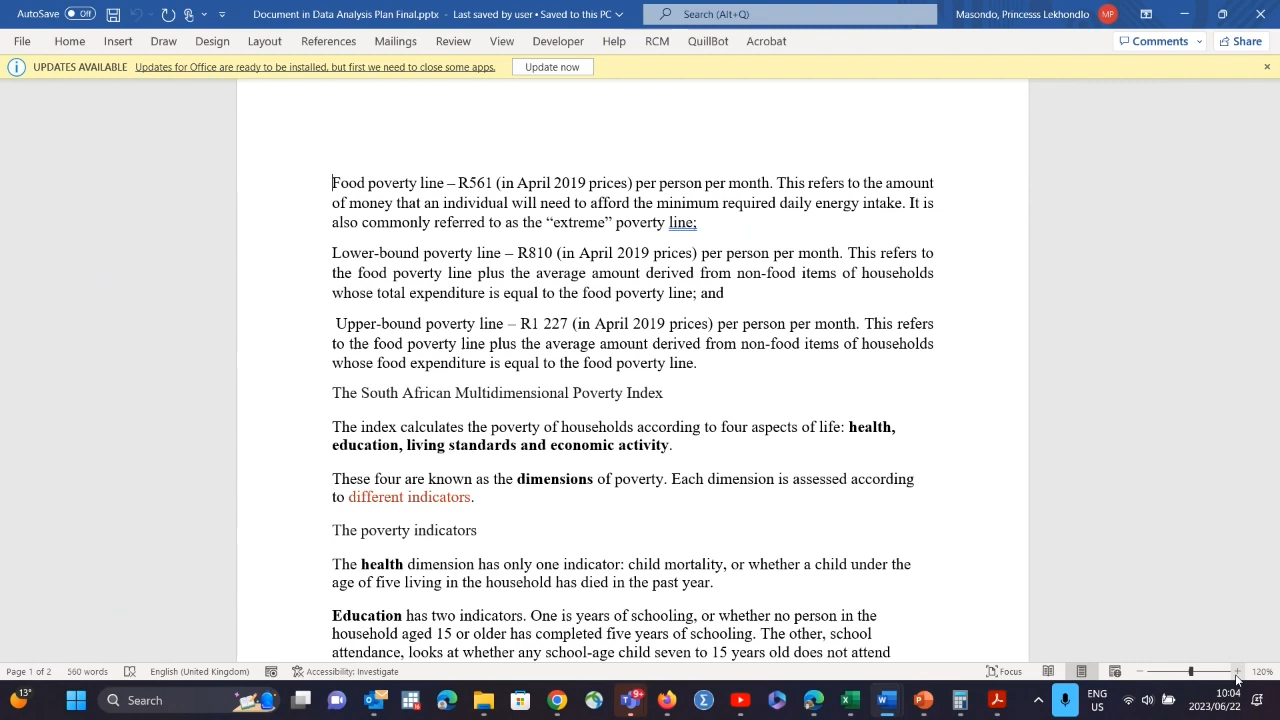 AutoSave Off Document in Data Analysis Plan Final.pptx - Last saved by user • Saved to this PC Search (Alt+Q) Masondo, Princesss Lekhondlo MP
File Home Insert Draw Design Layout References Mailings Review View Developer Help RCM QuillBot Acrobat Comments Share
UPDATES AVAILABLE Updates for Office are ready to be installed, but first we need to close some apps. Update now
Food poverty line – R561 (in April 2019 prices) per person per month. This refers to the amount
of money that an individual will need to afford the minimum required daily energy intake. It is
also commonly referred to as the “extreme” poverty line;
Lower-bound poverty line – R810 (in April 2019 prices) per person per month. This refers to
the food poverty line plus the average amount derived from non-food items of households
whose total expenditure is equal to the food poverty line; and
Upper-bound poverty line – R1 227 (in April 2019 prices) per person per month. This refers
to the food poverty line plus the average amount derived from non-food items of households
whose food expenditure is equal to the food poverty line.
The South African Multidimensional Poverty Index
The index calculates the poverty of households according to four aspects of life: health,
education, living standards and economic activity.
These four are known as the dimensions of poverty. Each dimension is assessed according
to different indicators.
The poverty indicators
The health dimension has only one indicator: child mortality, or whether a child under the
age of five living in the household has died in the past year.
Education has two indicators. One is years of schooling, or whether no person in the
household aged 15 or older has completed five years of schooling. The other, school
attendance, looks at whether any school-age child seven to 15 years old does not attend
Page 1 of 2 560 words English (United Kingdom) Accessibility: Investigate Focus 120%
13° Search 9+ ENG 10:04
US 2023/06/22